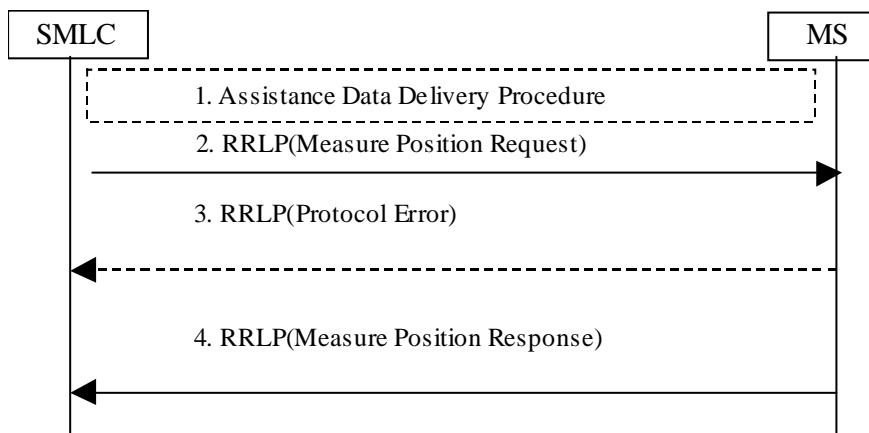 SMLC
MS
1. Assistance Data Delivery Procedure
2. RRLP(Measure Position Request)
3. RRLP(Protocol Error)
4. RRLP(Measure Position Response)